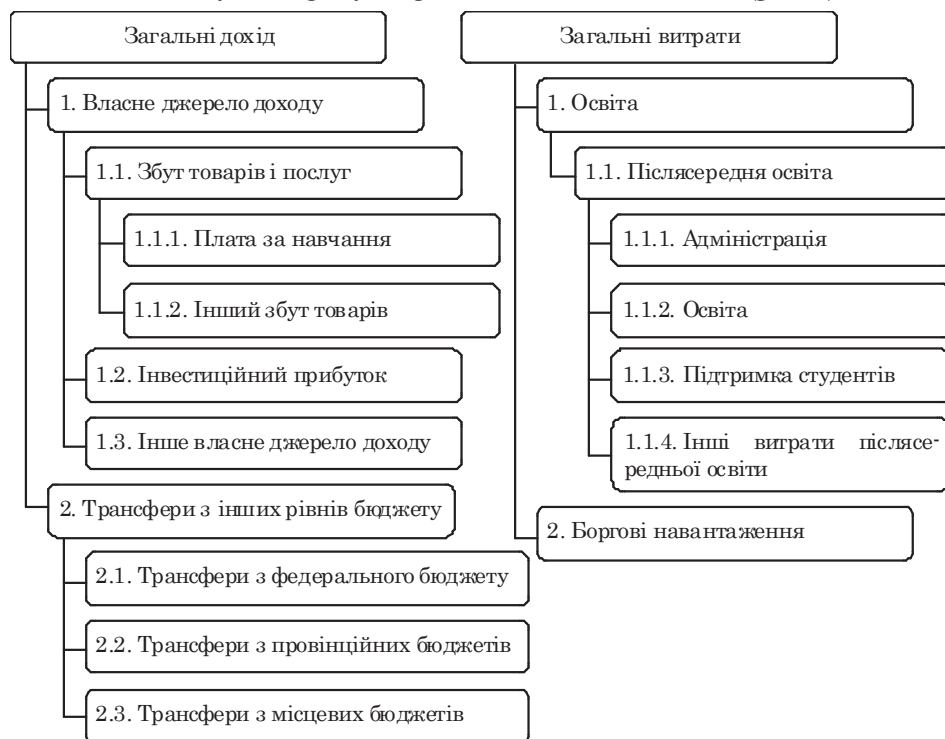 Загальні дохід
1. Власне джерело доходу
1.1. Збут товарів і послуг
1.1.1. Плата за навчання
1.1.2. Інший збут товарів
1.2. Інвестиційний прибуток
1.3. Інше власне джерело доходу
2. Трансфери з інших рівнів бюджету
2.1. Трансфери з федерального бюджету
2.2. Трансфери з провінційних бюджетів
2.3. Трансфери з місцевих бюджетів
Загальні витрати
1. Освіта
1.1. Післясередня освіта
1.1.1. Адміністрація
1.1.2. Освіта
1.1.3. Підтримка студентів
1.1.4. Інші витрати післясе-
редньої освіти
2. Боргові навантаження